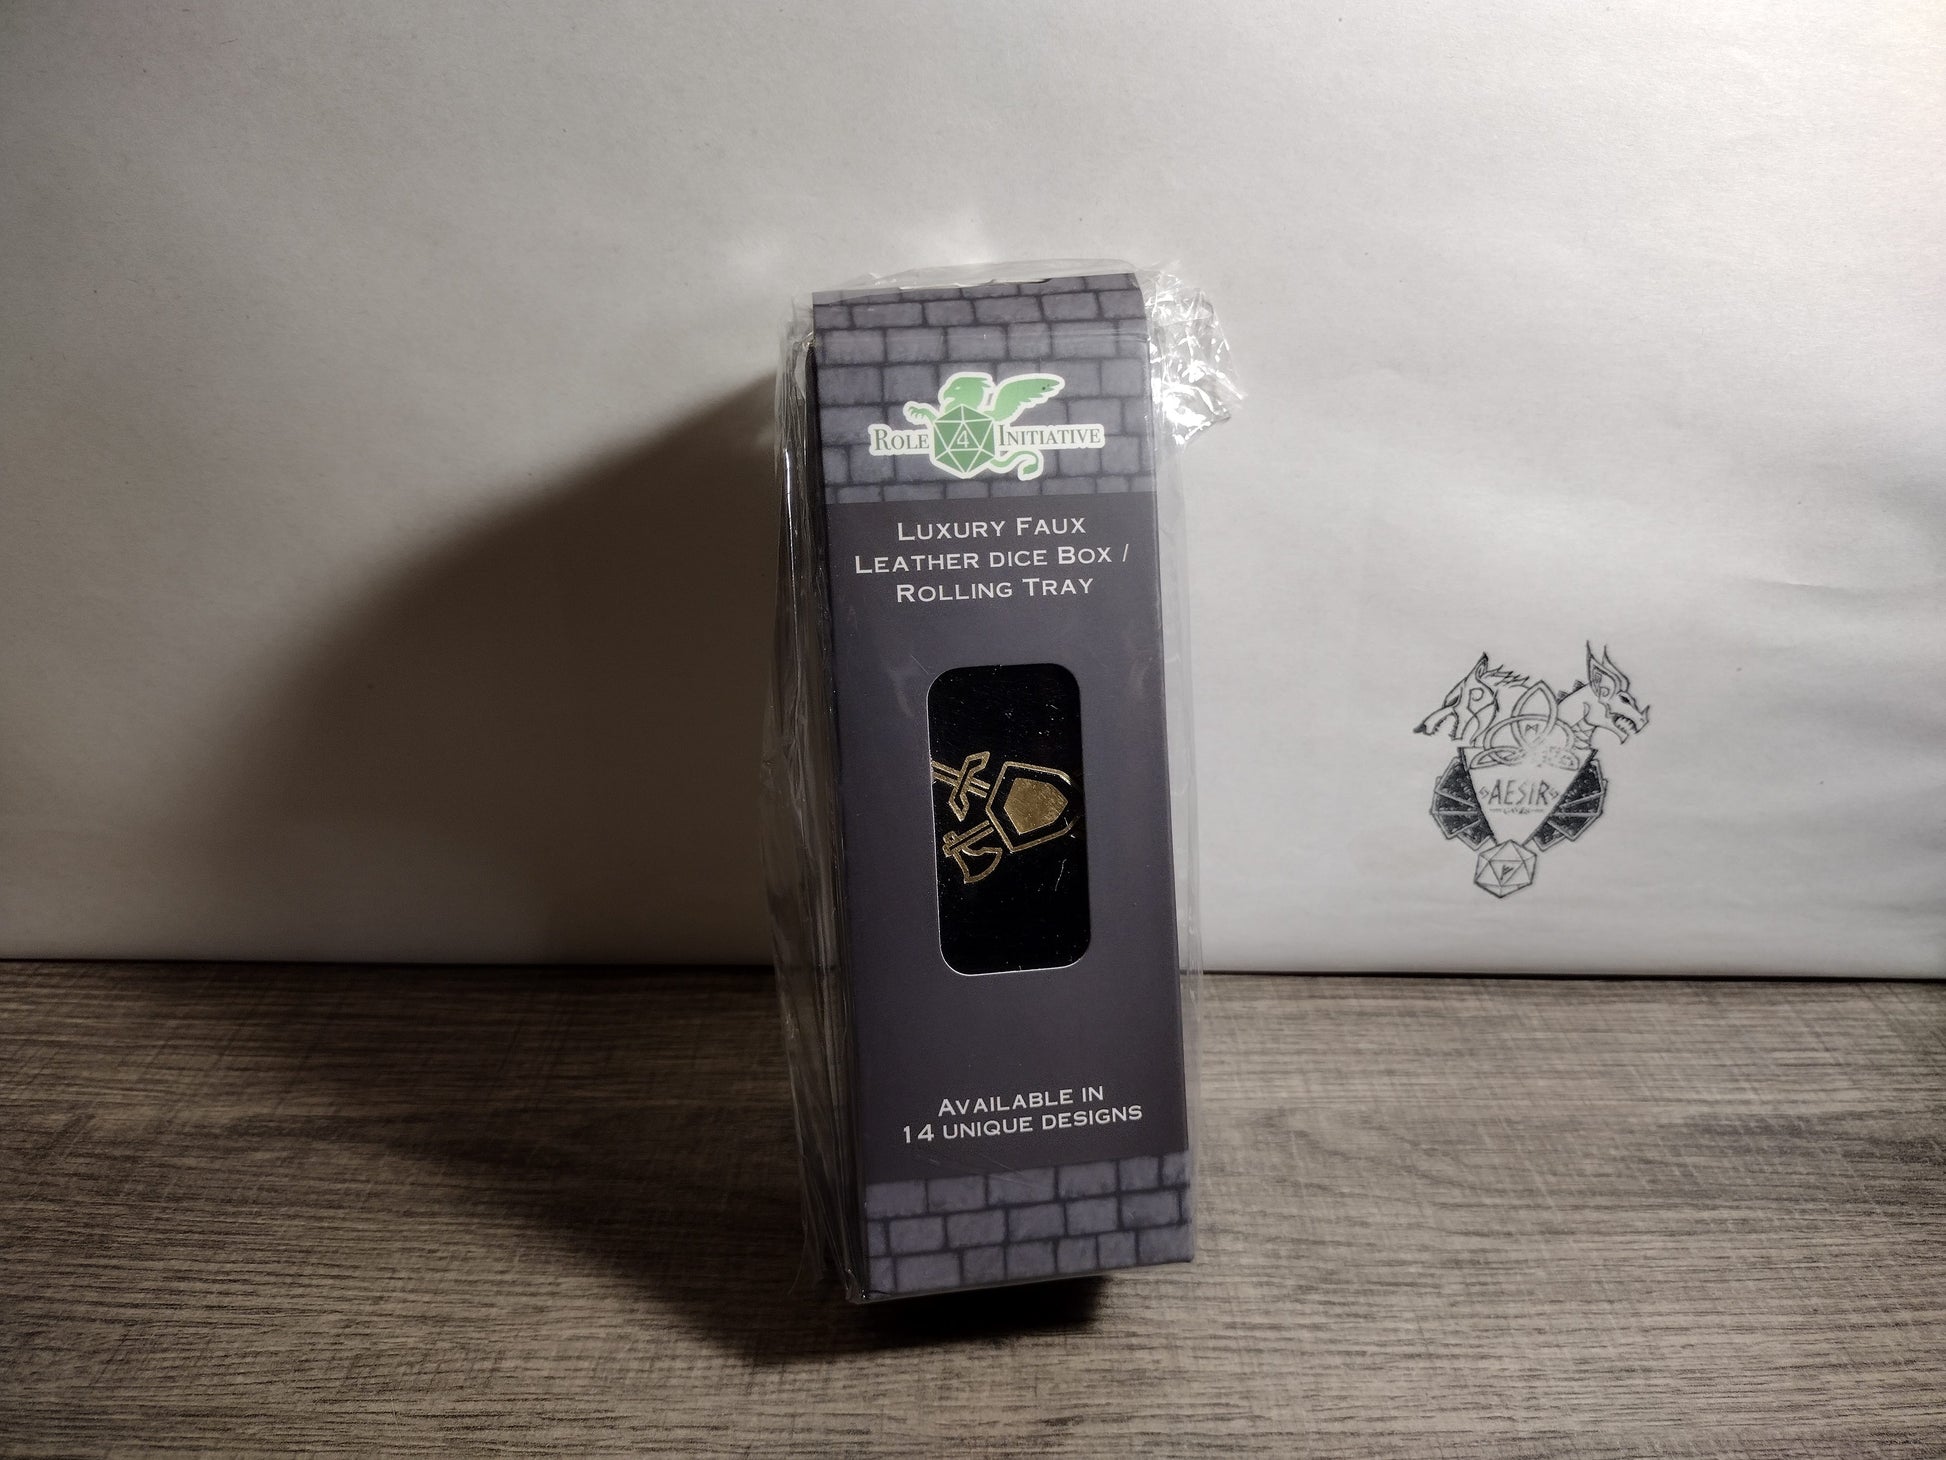 ROLE 4 INITIATIVE
LUXURY FAUX
LEATHER DICE BOX /
ROLLING TRAY
AVAILABLE IN
14 UNIQUE DESIGNS
AESIR